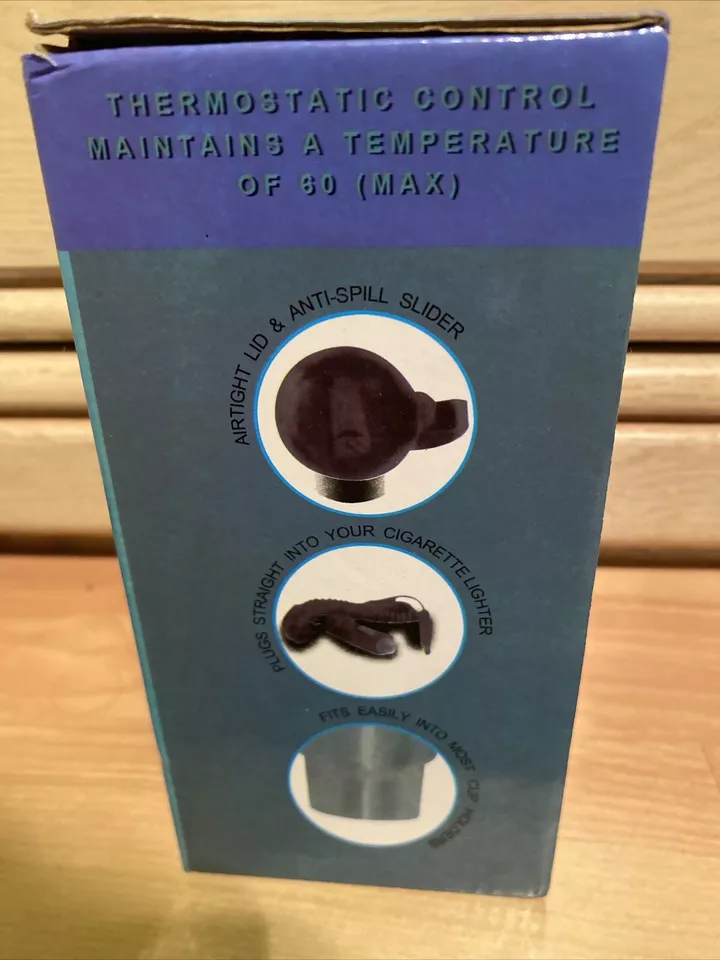 THERMOSTATIC CONTROL
MAINTAINS A TEMPERATURE
OF 60 (MAX)
AIRTIGHT LID & ANTI-SPILL SLIDER
PLUGS STRAIGHT INTO YOUR CIGARETTE LIGHTER
FITS EASILY INTO MOST CUP HOLDERS